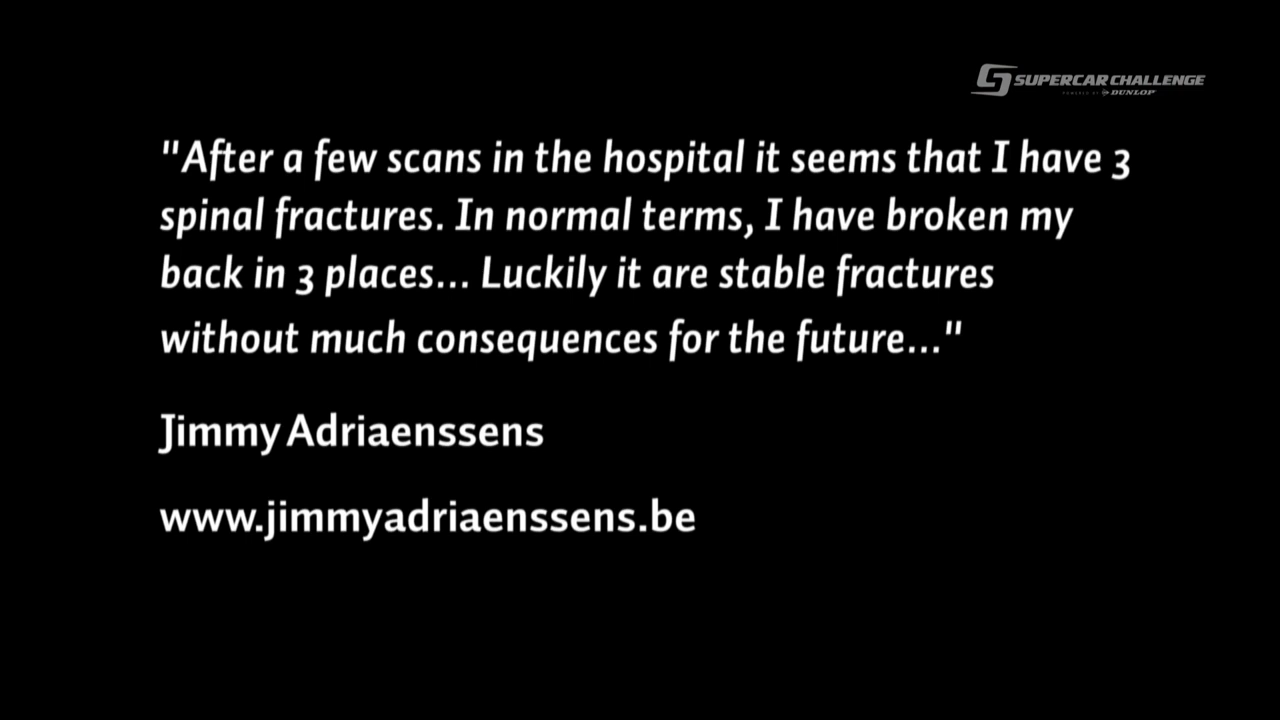 SUPERCAR CHALLENGE
POWERED BY DUNLOP
"After a few scans in the hospital it seems that I have 3
spinal fractures. In normal terms, I have broken my
back in 3 places... Luckily it are stable fractures
without much consequences for the future..."
Jimmy Adriaenssens
www.jimmyadriaenssens.be